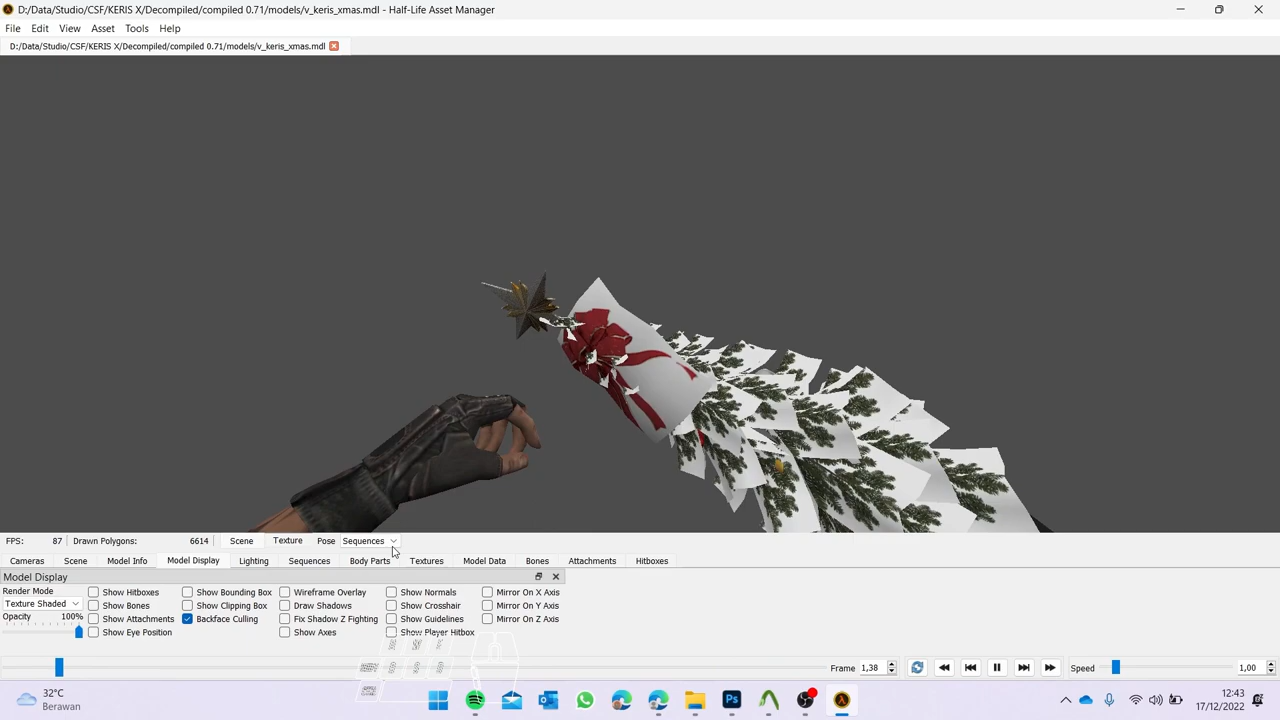 D:/Data/Studio/CSF/KERIS X/Decompiled/compiled 0.71/models/v_keris_xmas.mdl - Half-Life Asset Manager
File Edit View Asset Tools Help
D:/Data/Studio/CSF/KERIS X/Decompiled/compiled 0.71/models/v_keris_xmas.mdl
FPS: 87 Drawn Polygons: 6614 Scene Texture Pose Sequences
Cameras Scene Model Info Model Display Lighting Sequences Body Parts Textures Model Data Bones Attachments Hitboxes
Model Display
Render Mode
Texture Shaded
Opacity 100%
Show Hitboxes Show Bounding Box Wireframe Overlay Show Normals Mirror On X Axis
Show Bones Show Clipping Box Draw Shadows Show Crosshair Mirror On Y Axis
Show Attachments Backface Culling Fix Shadow Z Fighting Show Guidelines Mirror On Z Axis
Show Eye Position Show Axes Show Player Hitbox
Frame 1,38 Speed 1,00
32°C
Berawan
12:43
17/12/2022